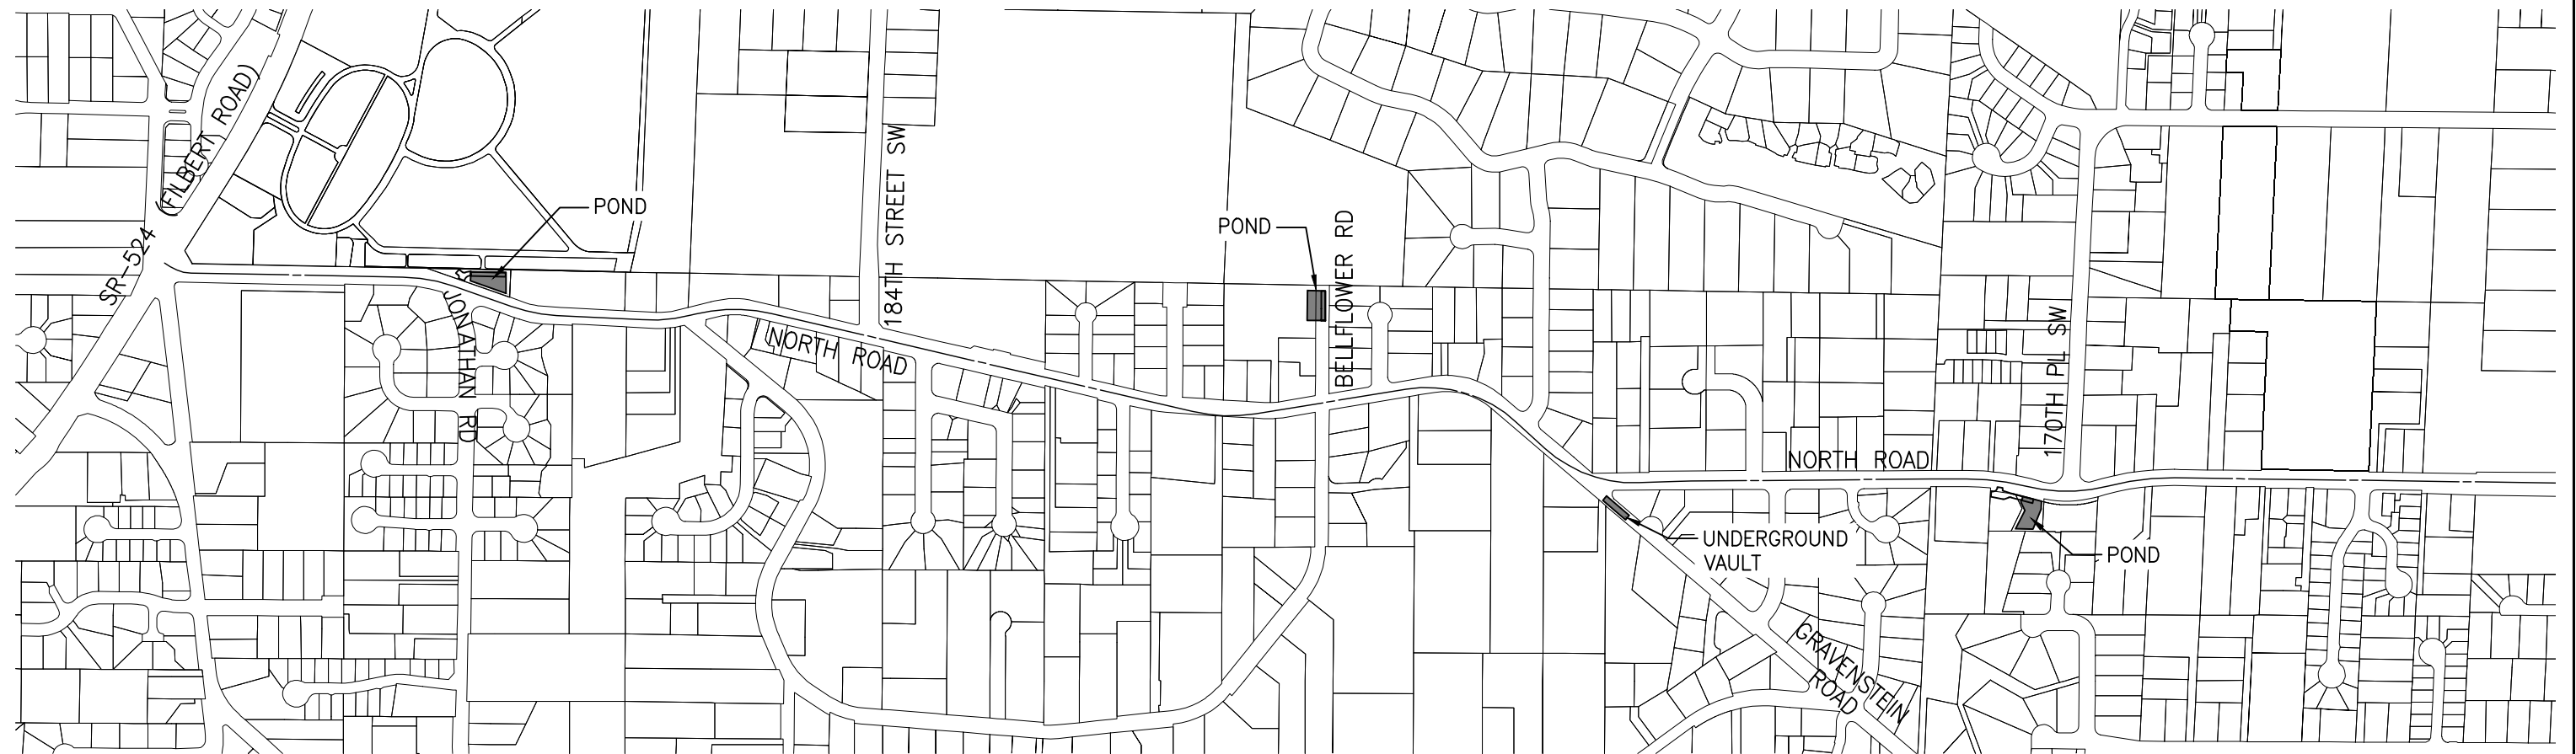 (FILBERT ROAD)
SR-524
POND
JONATHAN RD
184TH STREET SW
NORTH ROAD
POND
BELLFLOWER RD
NORTH ROAD
170TH PL SW
UNDERGROUND
VAULT
POND
GRAVENSTEIN
ROAD